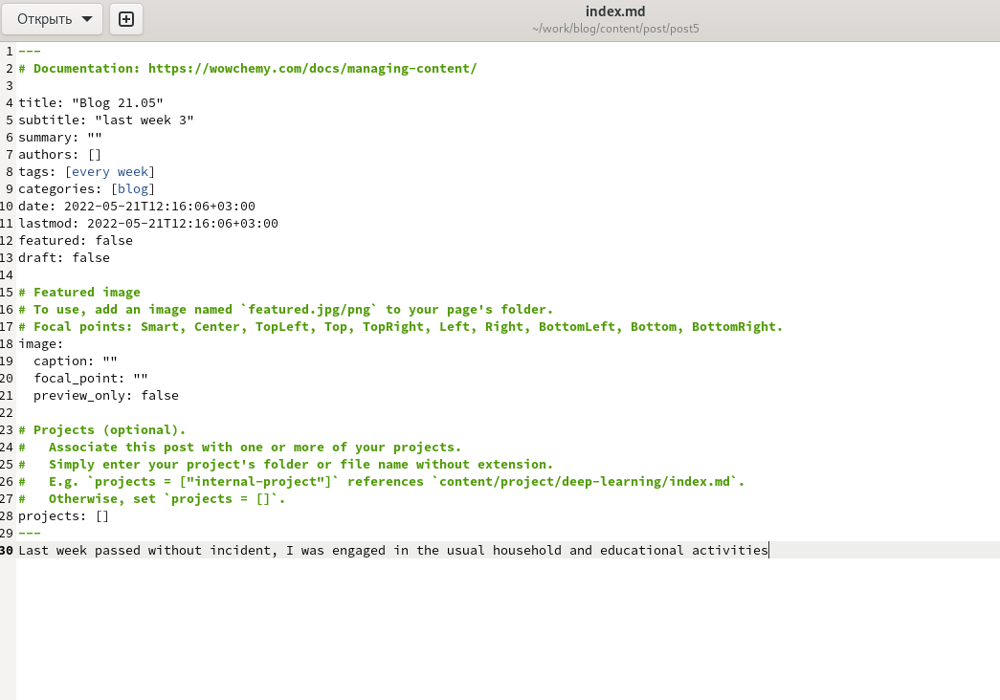 Открыть
index.md
~/work/blog/content/post/post5
1 ---
2 # Documentation: https://wowchemy.com/docs/managing-content/
3
4 title: "Blog 21.05"
5 subtitle: "last week 3"
6 summary: ""
7 authors: []
8 tags: [every week]
9 categories: [blog]
10 date: 2022-05-21T12:16:06+03:00
11 lastmod: 2022-05-21T12:16:06+03:00
12 featured: false
13 draft: false
14
15 # Featured image
16 # To use, add an image named `featured.jpg/png` to your page's folder.
17 # Focal points: Smart, Center, TopLeft, Top, TopRight, Left, Right, BottomLeft, Bottom, BottomRight.
18 image:
19   caption: ""
20   focal_point: ""
21   preview_only: false
22
23 # Projects (optional).
24 #   Associate this post with one or more of your projects.
25 #   Simply enter your project's folder or file name without extension.
26 #   E.g. `projects = ["internal-project"]` references `content/project/deep-learning/index.md`.
27 #   Otherwise, set `projects = []`.
28 projects: []
29 ---
30 Last week passed without incident, I was engaged in the usual household and educational activities